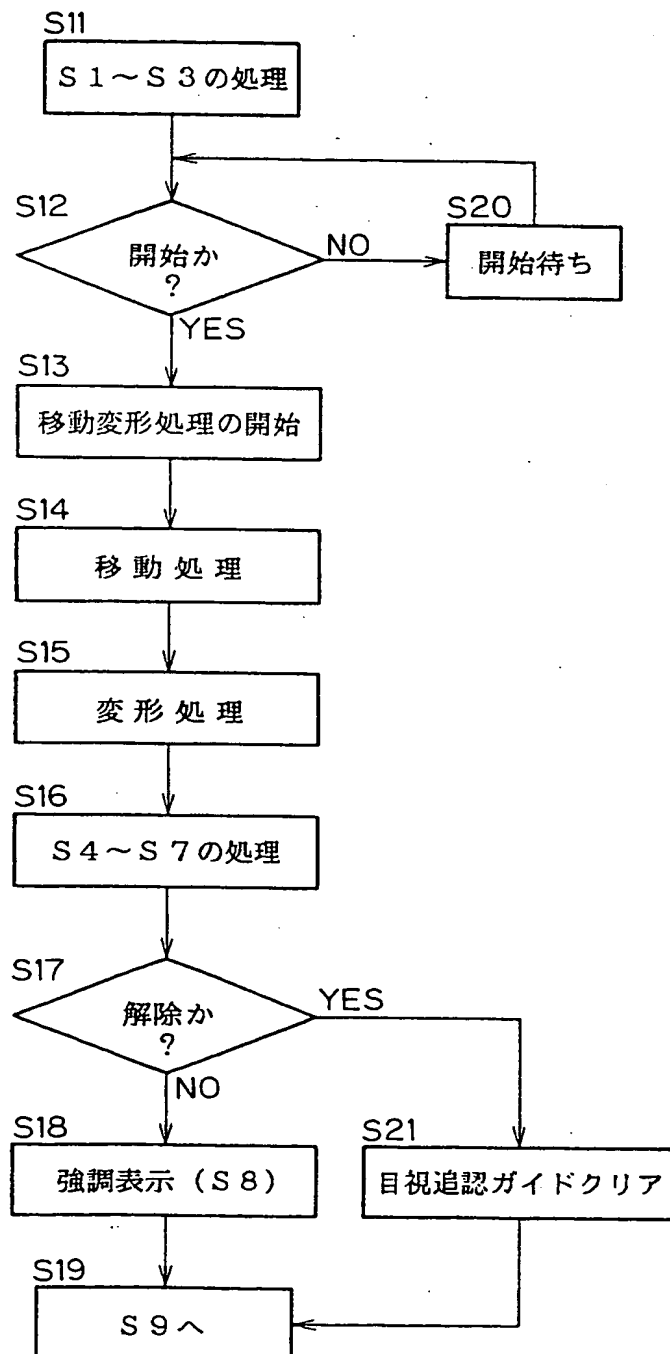 S11
S1～S3の処理
S12
開始か
?
NO
S20
開始待ち
YES
S13
移動変形処理の開始
S14
移動処理
S15
変形処理
S16
S4～S7の処理
S17
解除か
?
YES
NO
S18
強調表示(S8)
S21
目視追認ガイドクリア
S19
S9へ